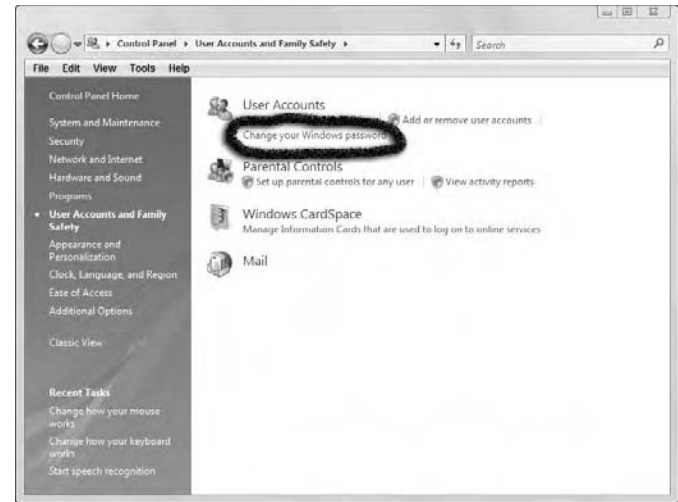 Control Panel ▸ User Accounts and Family Safety ▸
Search
File Edit View Tools Help
Control Panel Home
System and Maintenance
Security
Network and Internet
Hardware and Sound
Programs
• User Accounts and Family
Safety
Appearance and
Personalization
Clock, Language, and Region
Ease of Access
Additional Options
Classic View
Recent Tasks
Change how your mouse
works
Change how your keyboard
works
Start speech recognition
User Accounts
Add or remove user accounts
Change your Windows password
Parental Controls
Set up parental controls for any user
View activity reports
Windows CardSpace
Manage Information Cards that are used to log on to online services
Mail